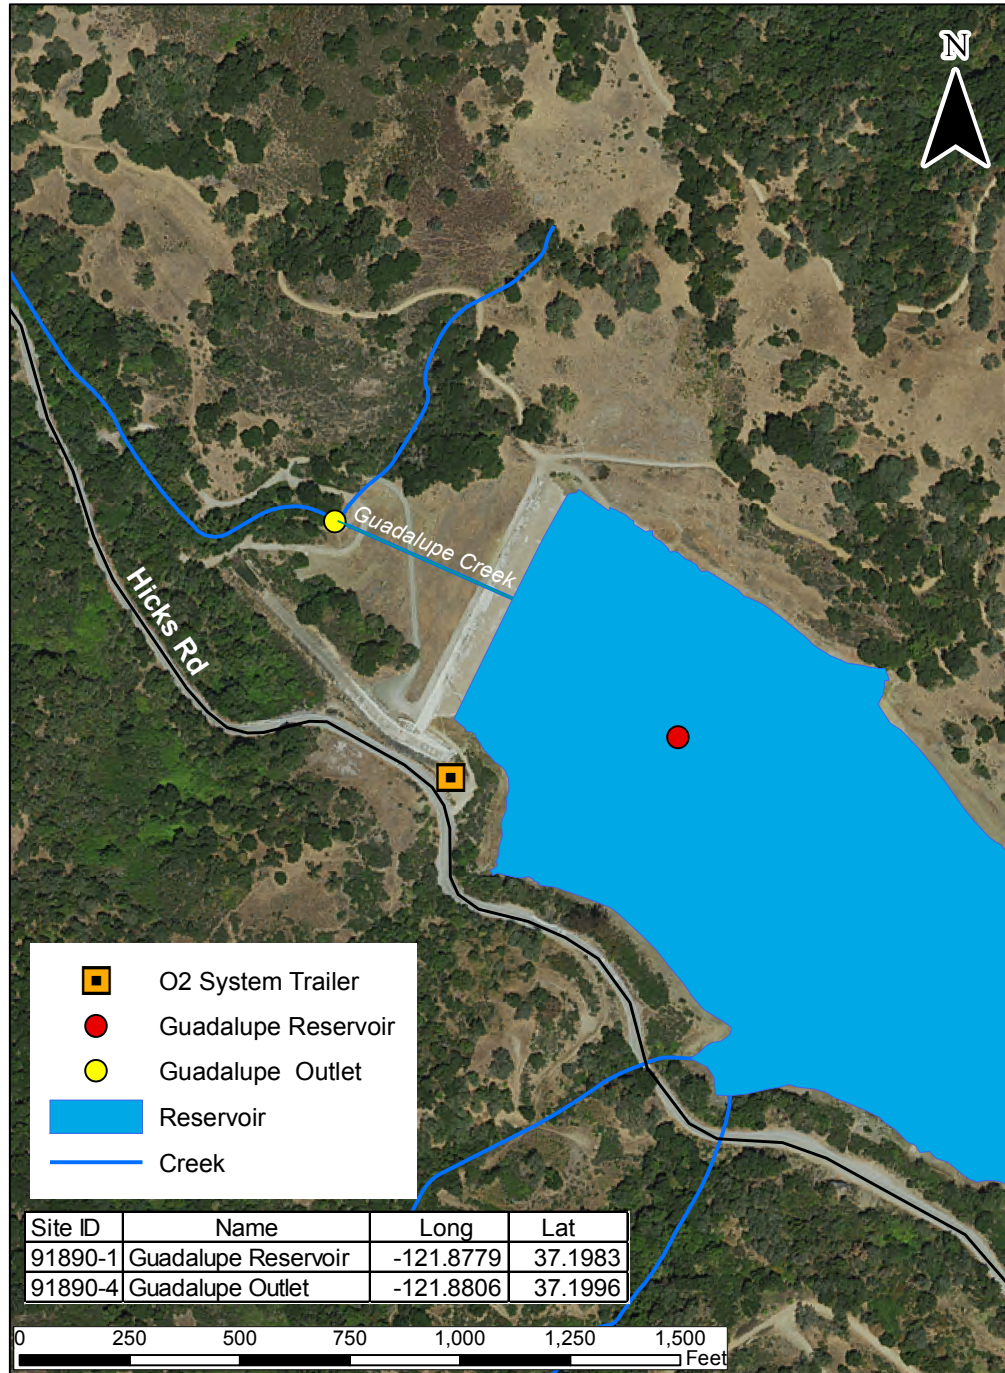 N
Guadalupe Creek
Hicks Rd
O2 System Trailer
Guadalupe Reservoir
Guadalupe Outlet
Reservoir
Creek
Site ID Name Long Lat
91890-1 Guadalupe Reservoir -121.8779 37.1983
91890-4 Guadalupe Outlet -121.8806 37.1996
0 250 500 750 1,000 1,250 1,500
Feet